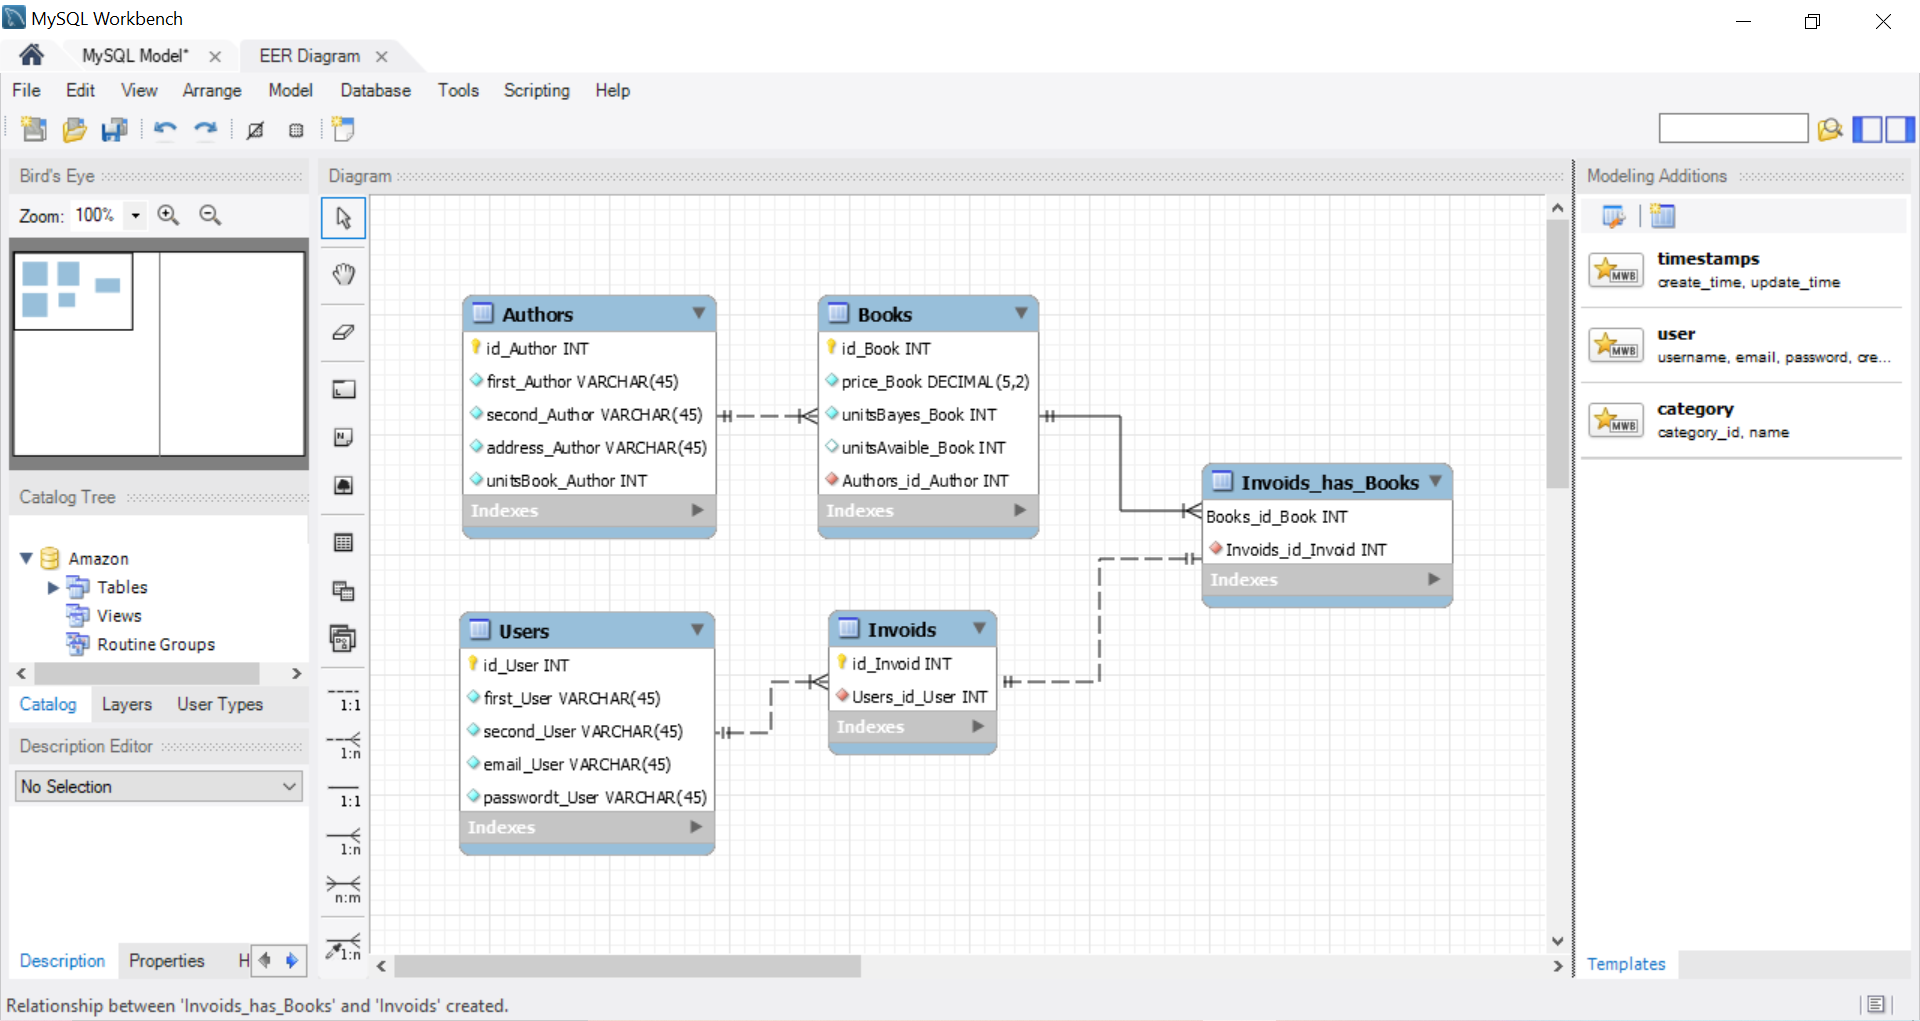 MySQL Workbench
MySQL Model*
EER Diagram
File Edit View Arrange Model Database Tools Scripting Help
Bird's Eye
Zoom: 100%
Catalog Tree
Amazon
Tables
Views
Routine Groups
Catalog Layers User Types
Description Editor
No Selection
Description Properties H
Diagram
1:1
1:n
1:1
1:n
n:m
1:n
Authors
id_Author INT
first_Author VARCHAR(45)
second_Author VARCHAR(45)
address_Author VARCHAR(45)
unitsBook_Author INT
Indexes
Books
id_Book INT
price_Book DECIMAL(5,2)
unitsBayes_Book INT
unitsAvaible_Book INT
Authors_id_Author INT
Indexes
Invoids_has_Books
Books_id_Book INT
Invoids_id_Invoid INT
Indexes
Users
id_User INT
first_User VARCHAR(45)
second_User VARCHAR(45)
email_User VARCHAR(45)
passwordt_User VARCHAR(45)
Indexes
Invoids
id_Invoid INT
Users_id_User INT
Indexes
Modeling Additions
MWB
timestamps
create_time, update_time
MWB
user
username, email, password, cre...
MWB
category
category_id, name
Templates
Relationship between 'Invoids_has_Books' and 'Invoids' created.